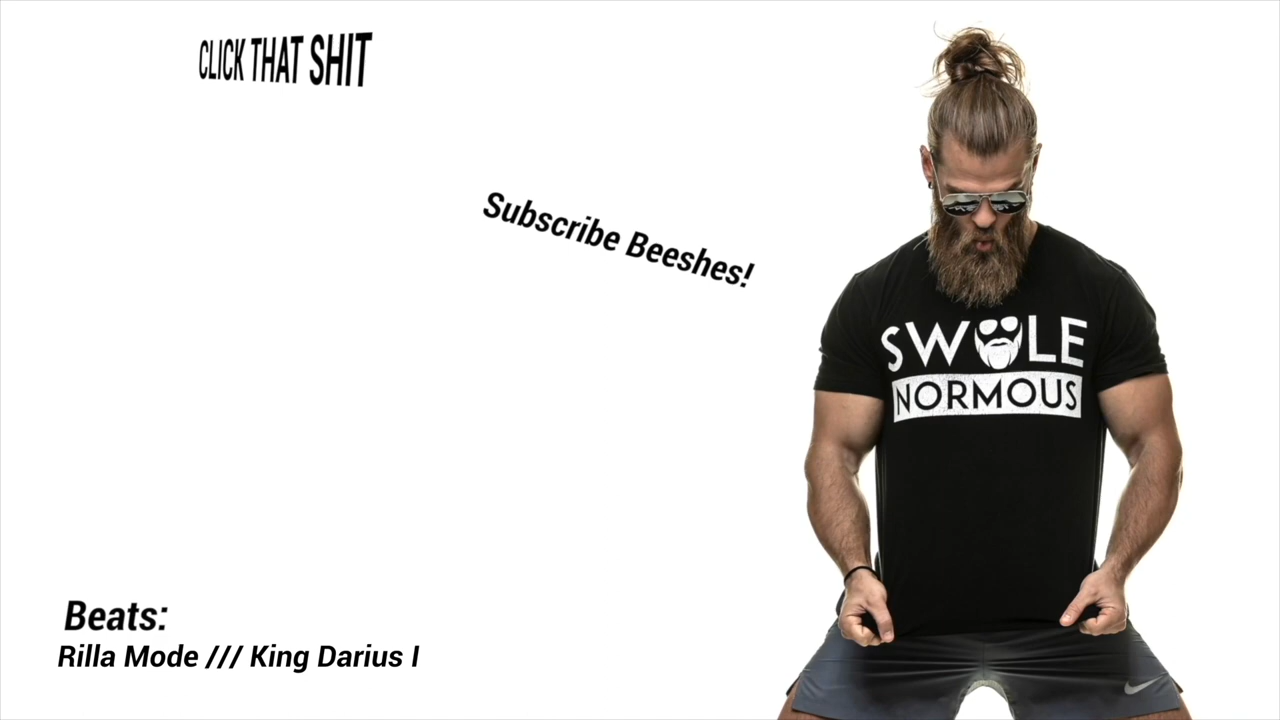 CLICK THAT SHIT
Subscribe Beeshes!
SWOLE
NORMOUS
Beats:
Rilla Mode /// King Darius I